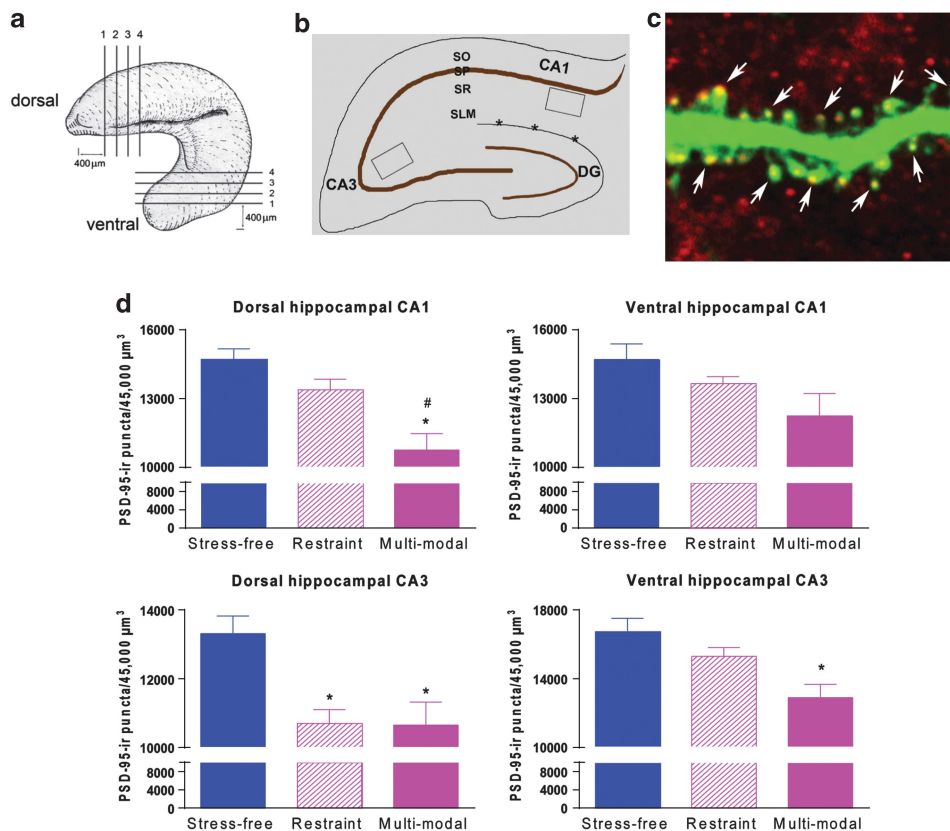 a
1 2 3 4
dorsal
400 µm
4
3
2
1
ventral
400 µm
b
SO
SP
SR
SLM
CA1
CA3
DG
* * *
c
d
Dorsal hippocampal CA1
PSD-95-ir puncta/45,000 µm³
16000
13000
10000
8000
4000
0
#
*
Stress-free Restraint Multi-modal
Ventral hippocampal CA1
PSD-95-ir puncta/45,000 µm³
16000
13000
10000
8000
4000
0
Stress-free Restraint Multi-modal
Dorsal hippocampal CA3
PSD-95-ir puncta/45,000 µm³
14000
12000
10000
8000
4000
0
* *
Stress-free Restraint Multi-modal
Ventral hippocampal CA3
PSD-95-ir puncta/45,000 µm³
18000
14000
10000
8000
4000
0
*
Stress-free Restraint Multi-modal